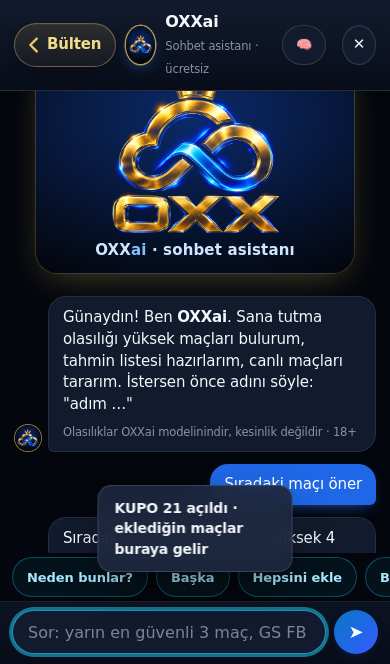 Bülten
OXXai
Sohbet asistanı ·
ücretsiz
OXX
OXXai · sohbet asistanı
Günaydın! Ben OXXai. Sana tutma
olasılığı yüksek maçları bulurum,
tahmin listesi hazırlarım, canlı maçları
tararım. İstersen önce adını söyle:
"adım ..."
Olasılıklar OXXai modelinindir, kesinlik değildir · 18+
Sıradaki maçı öner
KUPO 21 açıldı ·
eklediğin maçlar
buraya gelir
Neden bunlar?
Başka
Hepsini ekle
Sor: yarın en güvenli 3 maç, GS FB